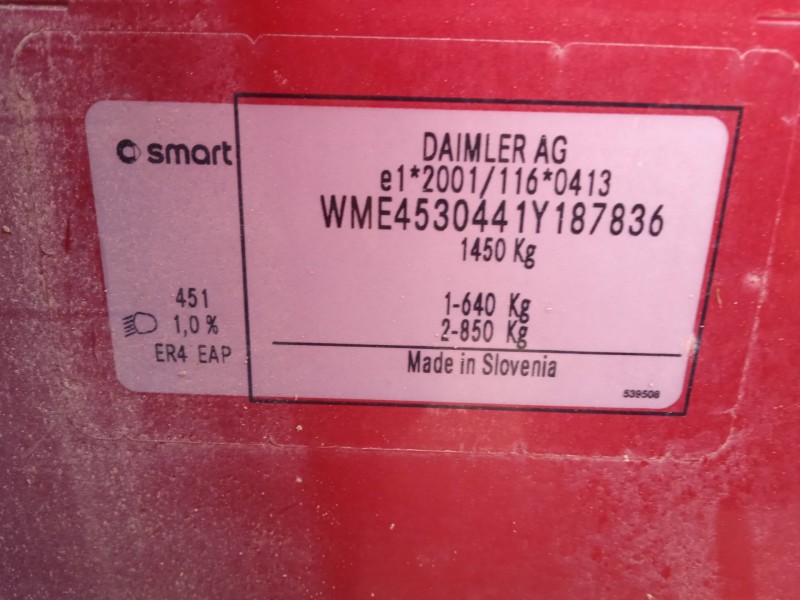 smart
DAIMLER AG
e1*2001/116*0413
WME4530441Y187836
1450 Kg
1-640 Kg
2-850 Kg
451
1,0 %
ER4 EAP
Made in Slovenia
539508